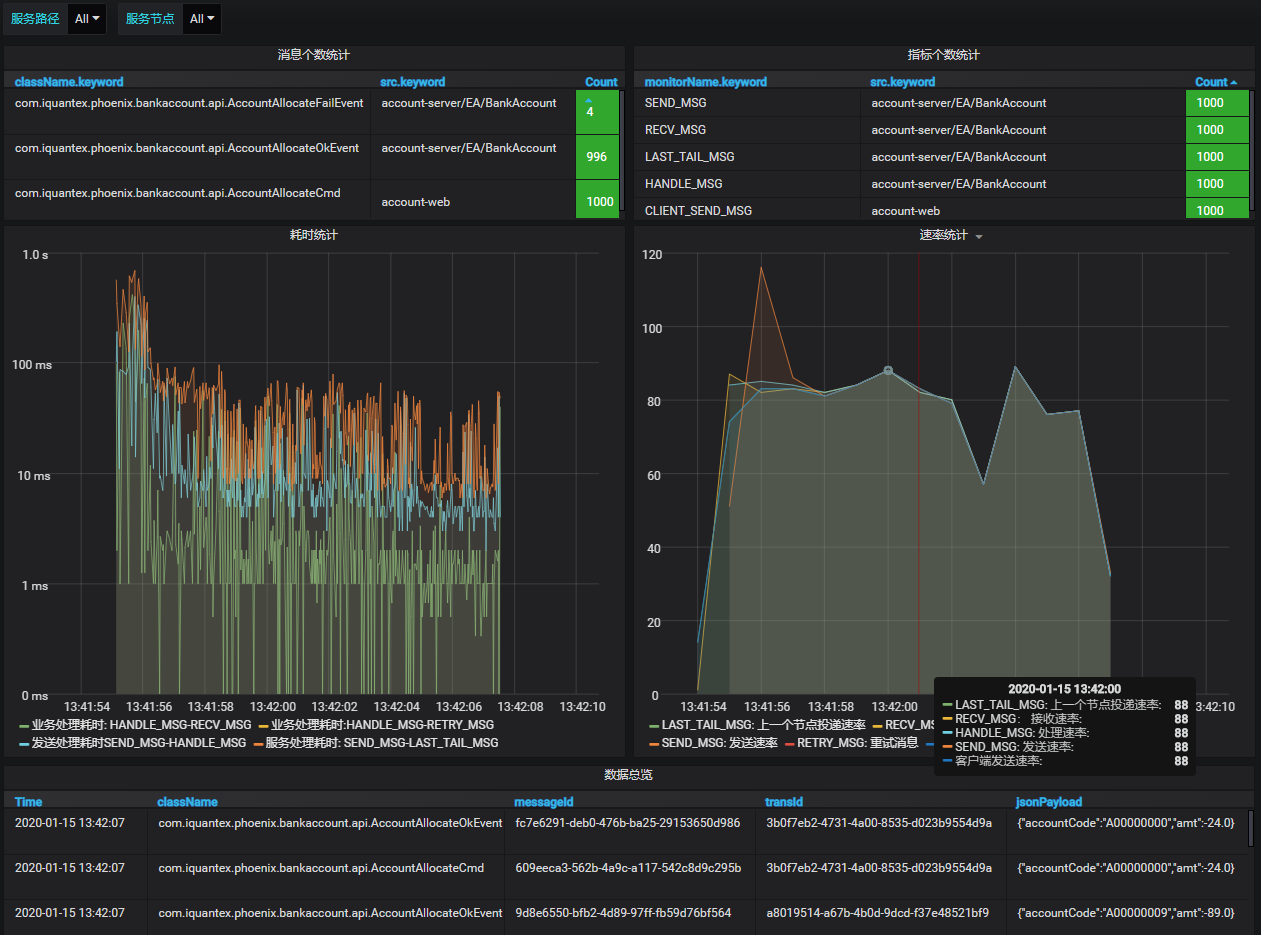 服务路径 All 服务节点 All
消息个数统计
className.keyword src.keyword Count
com.iquantex.phoenix.bankaccount.api.AccountAllocateFailEvent account-server/EA/BankAccount 4
com.iquantex.phoenix.bankaccount.api.AccountAllocateOkEvent account-server/EA/BankAccount 996
com.iquantex.phoenix.bankaccount.api.AccountAllocateCmd account-web 1000
指标个数统计
monitorName.keyword src.keyword Count
SEND_MSG account-server/EA/BankAccount 1000
RECV_MSG account-server/EA/BankAccount 1000
LAST_TAIL_MSG account-server/EA/BankAccount 1000
HANDLE_MSG account-server/EA/BankAccount 1000
CLIENT_SEND_MSG account-web 1000
耗时统计
1.0 s
100 ms
10 ms
1 ms
0 ms
13:41:54 13:41:56 13:41:58 13:42:00 13:42:02 13:42:04 13:42:06 13:42:08 13:42:10
业务处理耗时: HANDLE_MSG-RECV_MSG 业务处理耗时:HANDLE_MSG-RETRY_MSG
发送处理耗时SEND_MSG-HANDLE_MSG 服务处理耗时: SEND_MSG-LAST_TAIL_MSG
速率统计
120
100
80
60
40
20
0
13:41:54 13:41:56 13:41:58 13:42:00 3:42:10
LAST_TAIL_MSG: 上一个节点投递速率 RECV_MS
SEND_MSG: 发送速率 RETRY_MSG: 重试消息
2020-01-15 13:42:00
LAST_TAIL_MSG: 上一个节点投递速率: 88
RECV_MSG: 接收速率: 88
HANDLE_MSG: 处理速率: 88
SEND_MSG: 发送速率: 88
客户端发送速率: 88
数据总览
Time className messageId transId jsonPayload
2020-01-15 13:42:07 com.iquantex.phoenix.bankaccount.api.AccountAllocateOkEvent fc7e6291-deb0-476b-ba25-29153650d986 3b0f7eb2-4731-4a00-8535-d023b9554d9a {"accountCode":"A00000000","amt":-24.0}
2020-01-15 13:42:07 com.iquantex.phoenix.bankaccount.api.AccountAllocateCmd 609eeca3-562b-4a9c-a117-542c8d9c295b 3b0f7eb2-4731-4a00-8535-d023b9554d9a {"accountCode":"A00000000","amt":-24.0}
2020-01-15 13:42:07 com.iquantex.phoenix.bankaccount.api.AccountAllocateOkEvent 9d8e6550-bfb2-4d89-97ff-fb59d76bf564 a8019514-a67b-4b0d-9dcd-f37e48521bf9 {"accountCode":"A00000009","amt":-89.0}